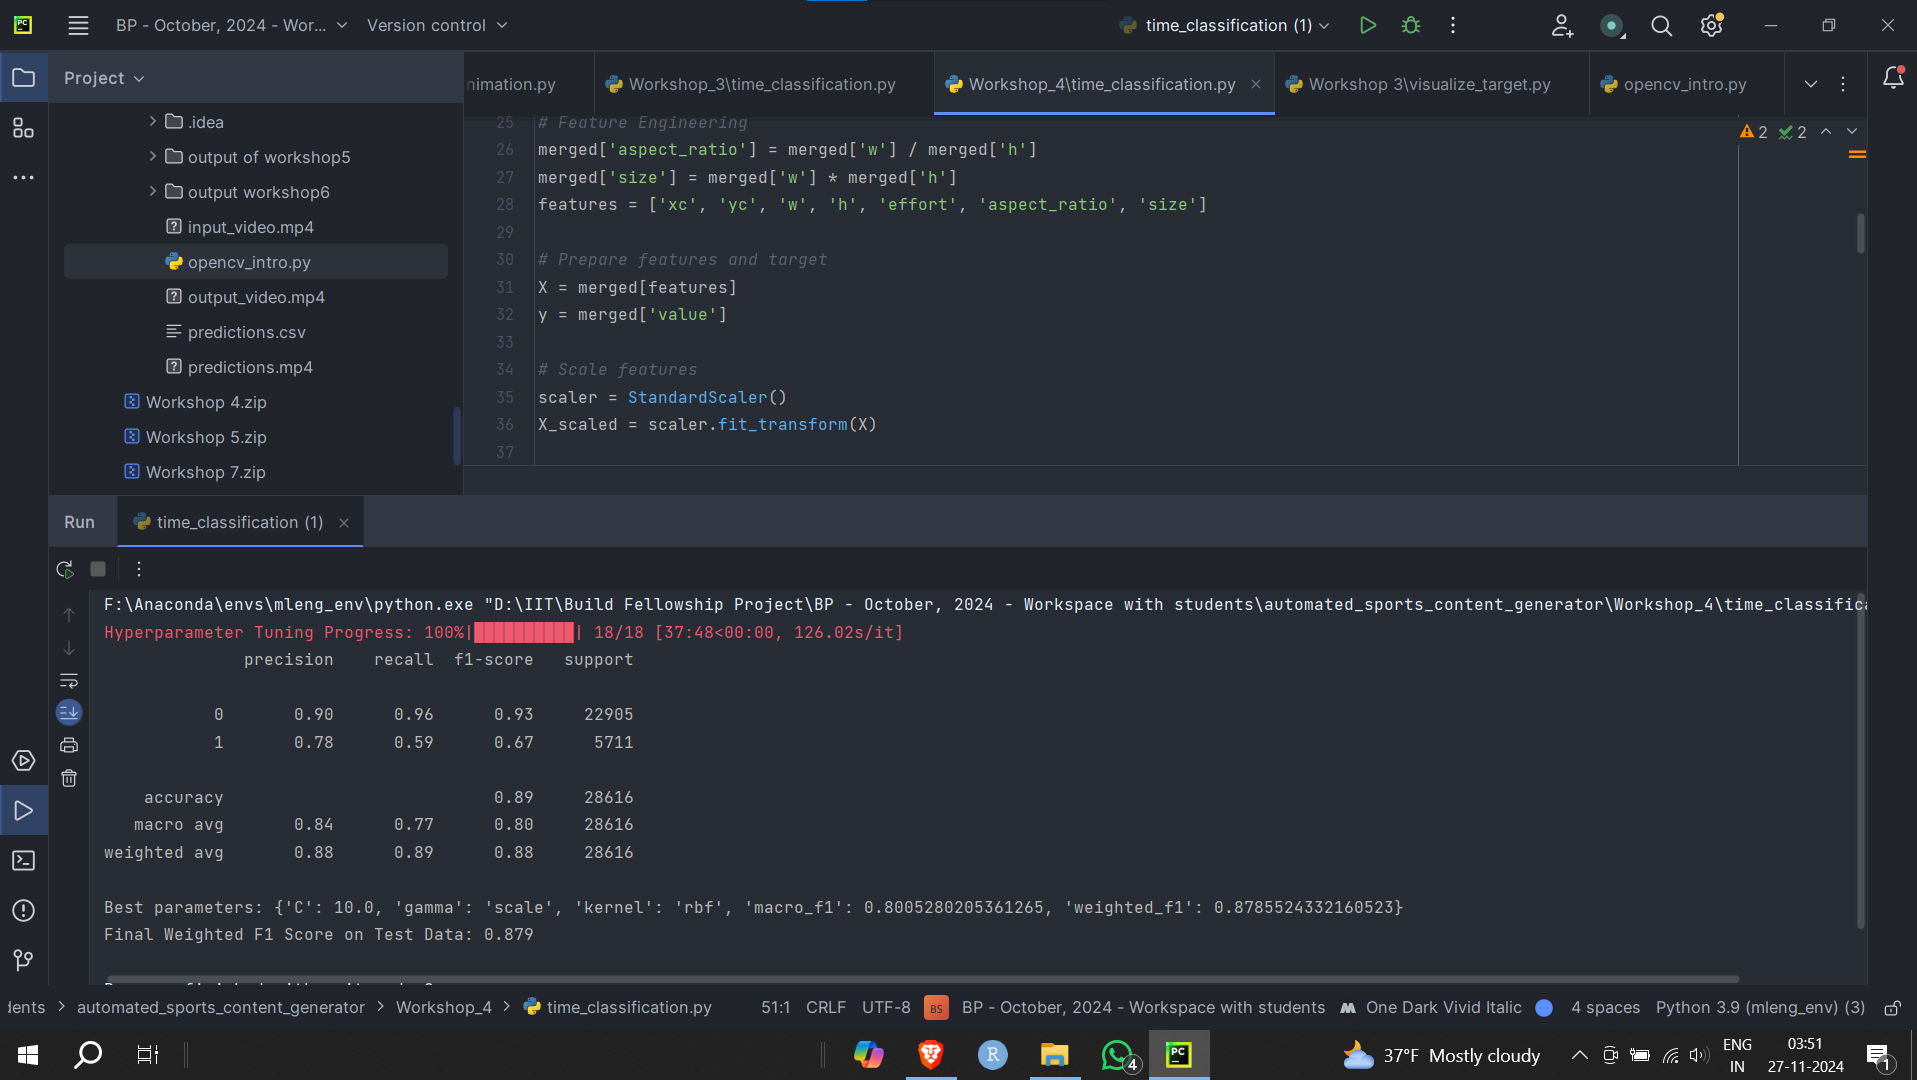 PC
BP - October, 2024 - Wor...
Version control
time_classification (1)
Project
nimation.py
Workshop_3\time_classification.py
Workshop_4\time_classification.py
Workshop 3\visualize_target.py
opencv_intro.py
.idea
output of workshop5
output workshop6
input_video.mp4
opencv_intro.py
output_video.mp4
predictions.csv
predictions.mp4
Workshop 4.zip
Workshop 5.zip
Workshop 7.zip
2 2
25 # Feature Engineering
26 merged['aspect_ratio'] = merged['w'] / merged['h']
27 merged['size'] = merged['w'] * merged['h']
28 features = ['xc', 'yc', 'w', 'h', 'effort', 'aspect_ratio', 'size']
29
30 # Prepare features and target
31 X = merged[features]
32 y = merged['value']
33
34 # Scale features
35 scaler = StandardScaler()
36 X_scaled = scaler.fit_transform(X)
37
Run
time_classification (1)
F:\Anaconda\envs\mleng_env\python.exe "D:\IIT\Build Fellowship Project\BP - October, 2024 - Workspace with students\automated_sports_content_generator\Workshop_4\time_classifica
Hyperparameter Tuning Progress: 100%|██████████| 18/18 [37:48<00:00, 126.02s/it]
precision recall f1-score support
0 0.90 0.96 0.93 22905
1 0.78 0.59 0.67 5711
accuracy 0.89 28616
macro avg 0.84 0.77 0.80 28616
weighted avg 0.88 0.89 0.88 28616
Best parameters: {'C': 10.0, 'gamma': 'scale', 'kernel': 'rbf', 'macro_f1': 0.8005280205361265, 'weighted_f1': 0.8785524332160523}
Final Weighted F1 Score on Test Data: 0.879
dents > automated_sports_content_generator > Workshop_4 > time_classification.py
51:1 CRLF UTF-8 BS BP - October, 2024 - Workspace with students One Dark Vivid Italic 4 spaces Python 3.9 (mleng_env) (3)
R
4
PC
37°F Mostly cloudy
ENG
IN
03:51
27-11-2024
1